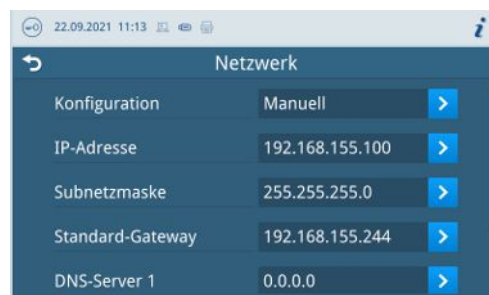 22.09.2021 11:13
Netzwerk
Konfiguration Manuell
IP-Adresse 192.168.155.100
Subnetzmaske 255.255.255.0
Standard-Gateway 192.168.155.244
DNS-Server 1 0.0.0.0